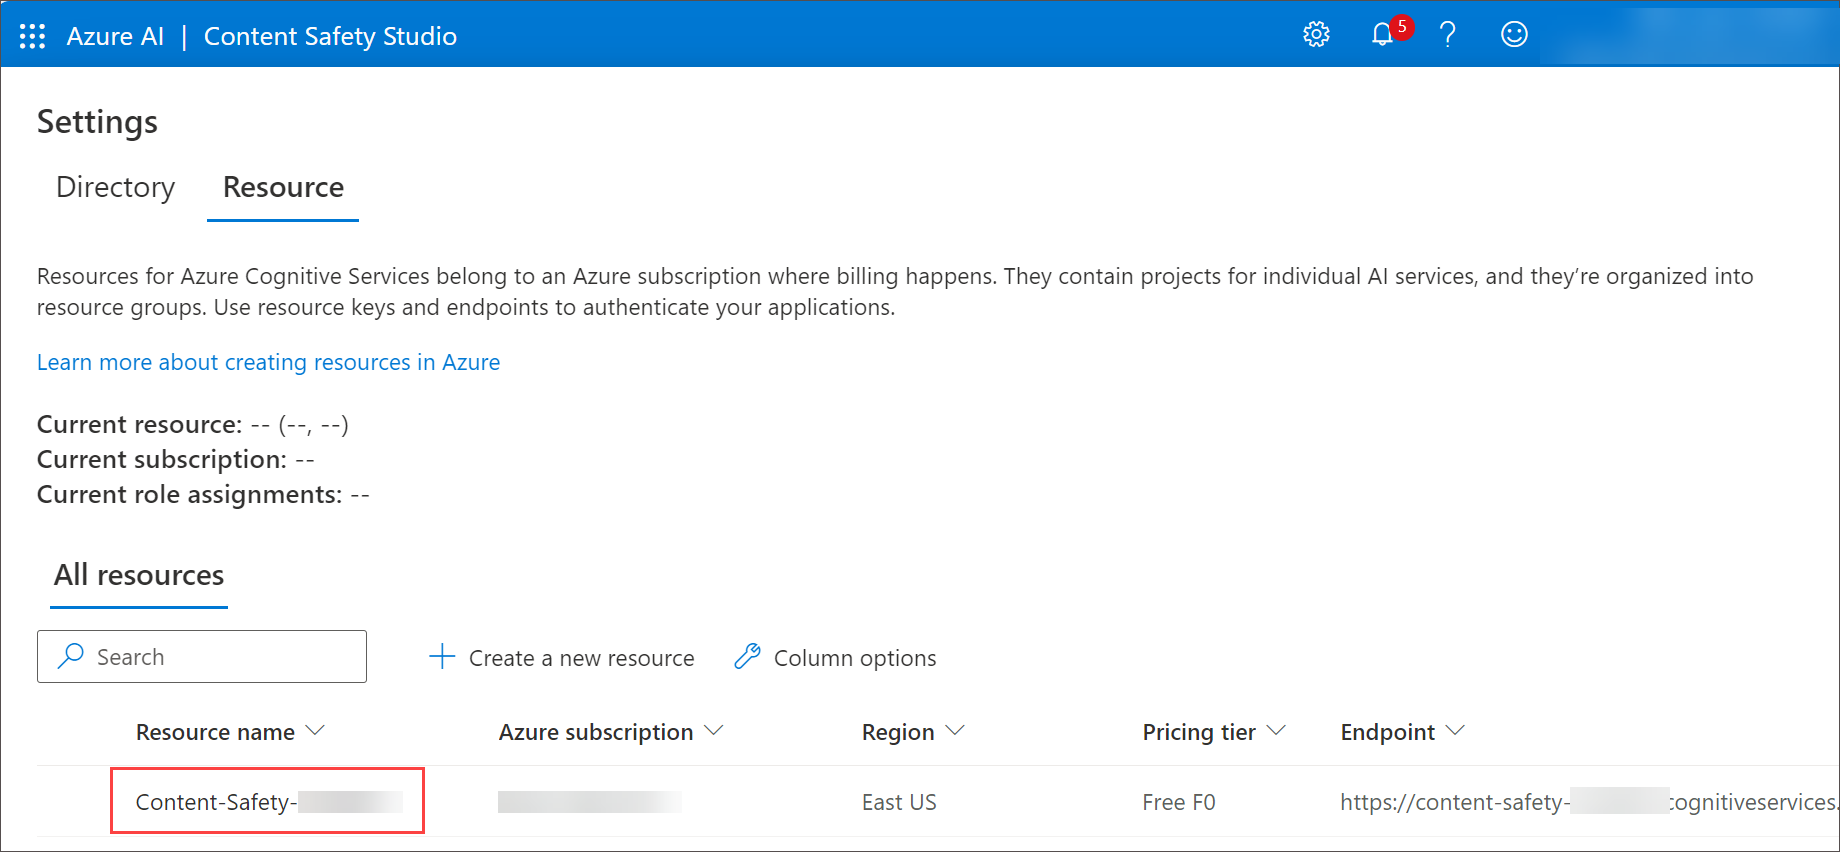 Azure AI | Content Safety Studio
5
Settings
Directory Resource
Resources for Azure Cognitive Services belong to an Azure subscription where billing happens. They contain projects for individual AI services, and they’re organized into
resource groups. Use resource keys and endpoints to authenticate your applications.
Learn more about creating resources in Azure
Current resource: -- (--, --)
Current subscription: --
Current role assignments: --
All resources
Search Create a new resource Column options
Resource name Azure subscription Region Pricing tier Endpoint
Content-Safety- East US Free F0 https://content-safety- cognitiveservices.